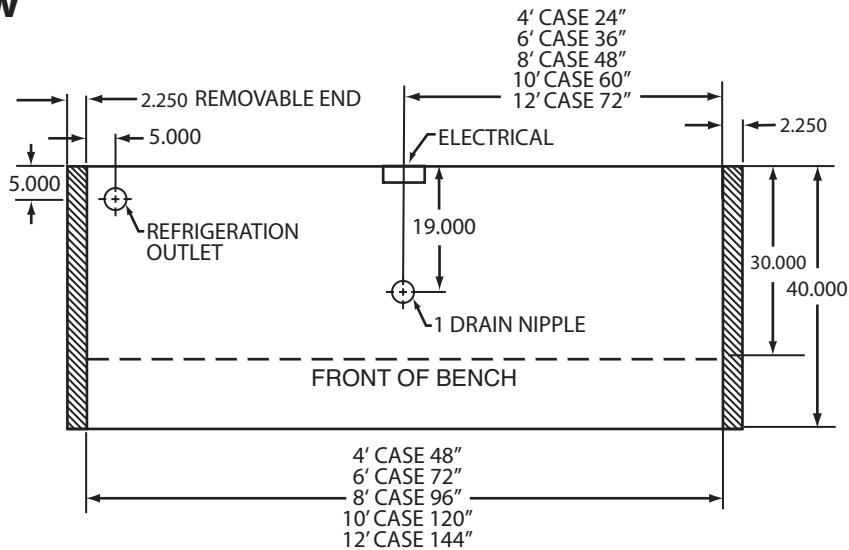 4' CASE 24"
6' CASE 36"
8' CASE 48"
10' CASE 60"
12' CASE 72"
2.250 REMOVABLE END
2.250
5.000
ELECTRICAL
5.000
19.000
REFRIGERATION
OUTLET
30.000
40.000
1 DRAIN NIPPLE
FRONT OF BENCH
4' CASE 48"
6' CASE 72"
8' CASE 96"
10' CASE 120"
12' CASE 144"